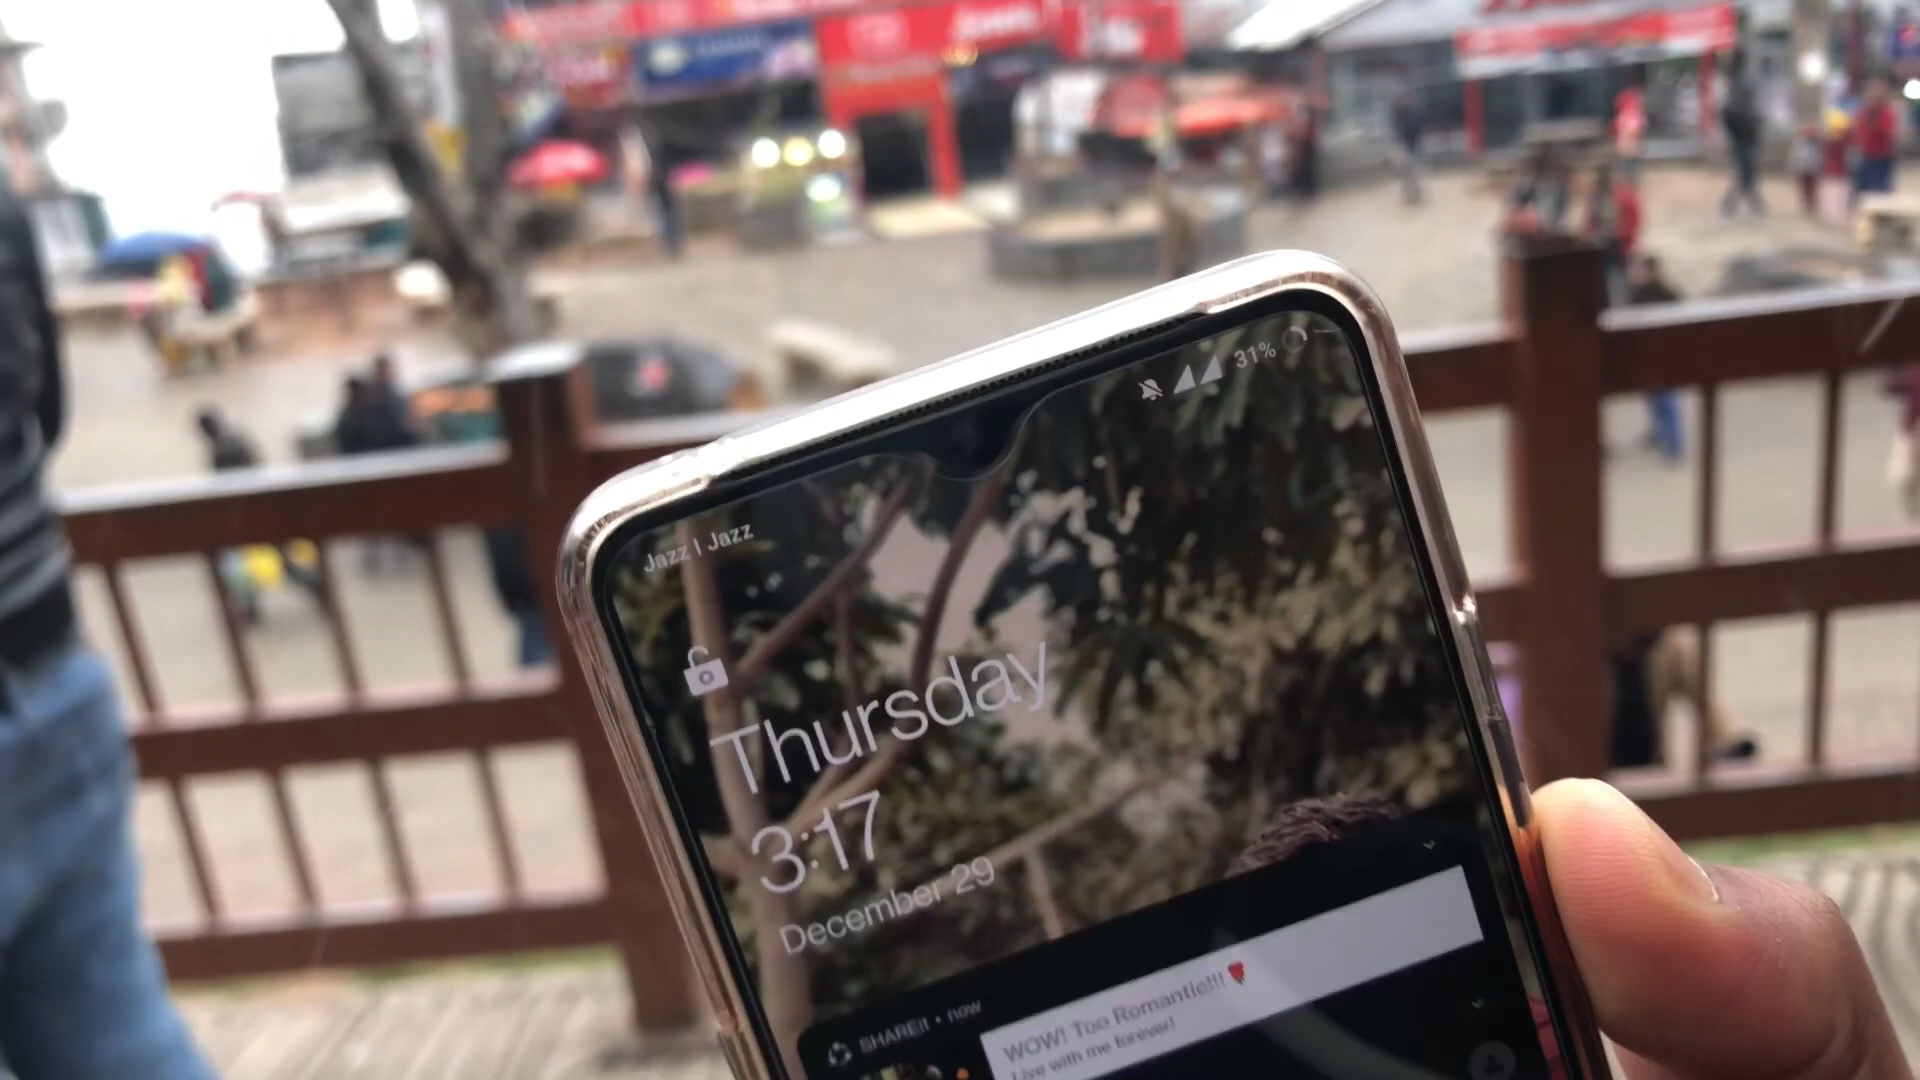 31%
Jazz | Jazz
Thursday
3:17
December 29
SHAREit • now
WOW! Too Romantic!!!🌹
Live with me forever!